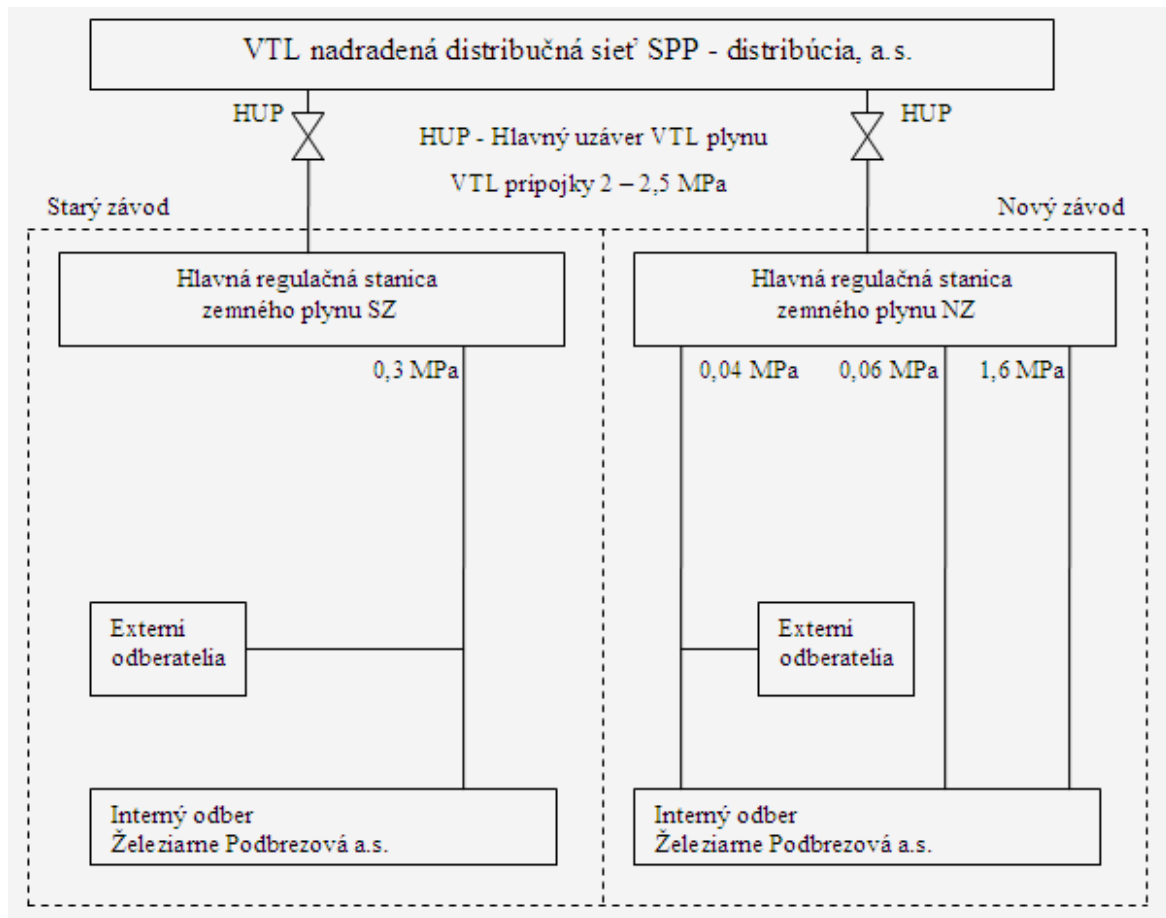 VTL nadradená distribučná sieť SPP - distribúcia, a.s.
HUP
HUP
HUP - Hlavný uzáver VTL plynu
VTL prípojky 2 – 2,5 MPa
Starý závod
Nový závod
Hlavná regulačná stanica
zemného plynu SZ
Hlavná regulačná stanica
zemného plynu NZ
0,3 MPa
0,04 MPa
0,06 MPa
1,6 MPa
Externí
odberatelia
Externí
odberatelia
Interný odber
Železiarne Podbrezová a.s.
Interný odber
Železiarne Podbrezová a.s.